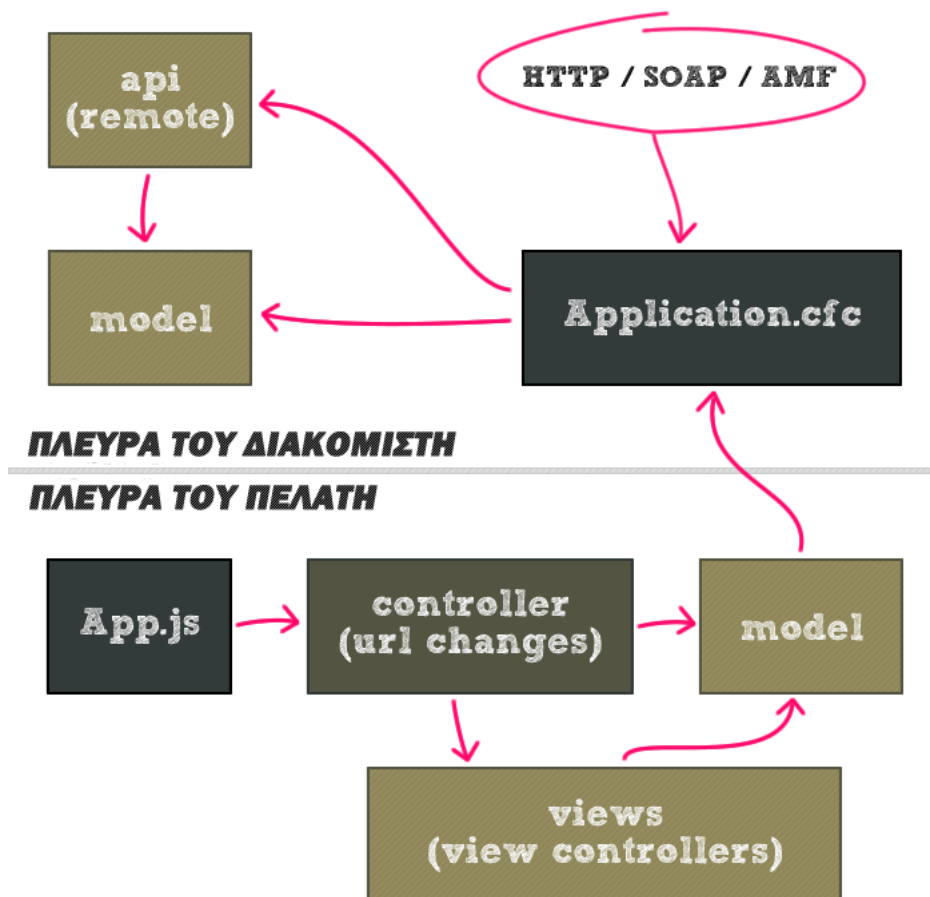 api
(remote)
HTTP / SOAP / AMF
model
Application.cfc
ΠΛΕΥΡΑ ΤΟΥ ΔΙΑΚΟΜΙΣΤΗ
ΠΛΕΥΡΑ ΤΟΥ ΠΕΛΑΤΗ
App.js
controller
(url changes)
model
views
(view controllers)